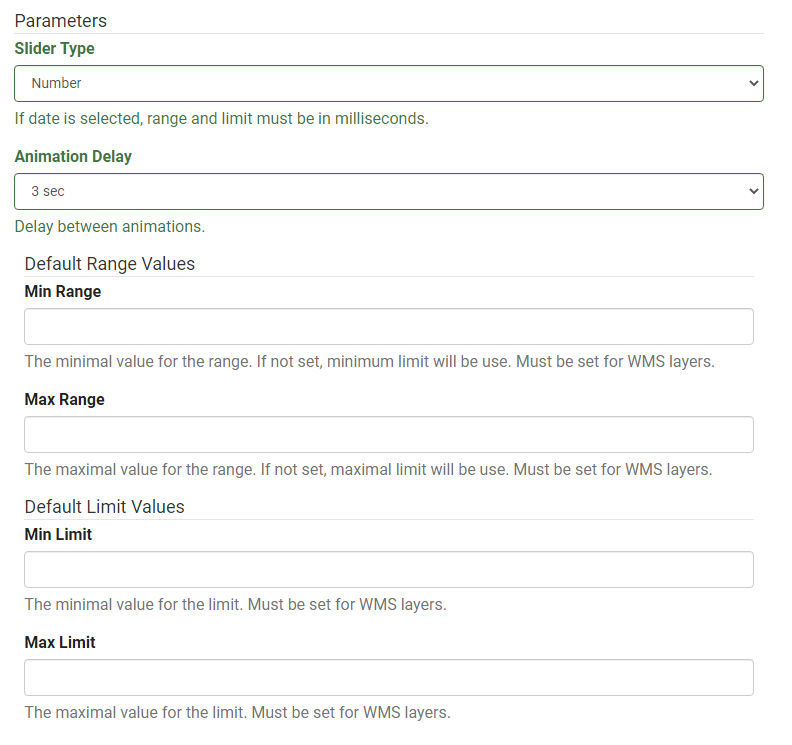 Parameters
Slider Type
Number
If date is selected, range and limit must be in milliseconds.
Animation Delay
3 sec
Delay between animations.
Default Range Values
Min Range
The minimal value for the range. If not set, minimum limit will be use. Must be set for WMS layers.
Max Range
The maximal value for the range. If not set, maximal limit will be use. Must be set for WMS layers.
Default Limit Values
Min Limit
The minimal value for the limit. Must be set for WMS layers.
Max Limit
The maximal value for the limit. Must be set for WMS layers.